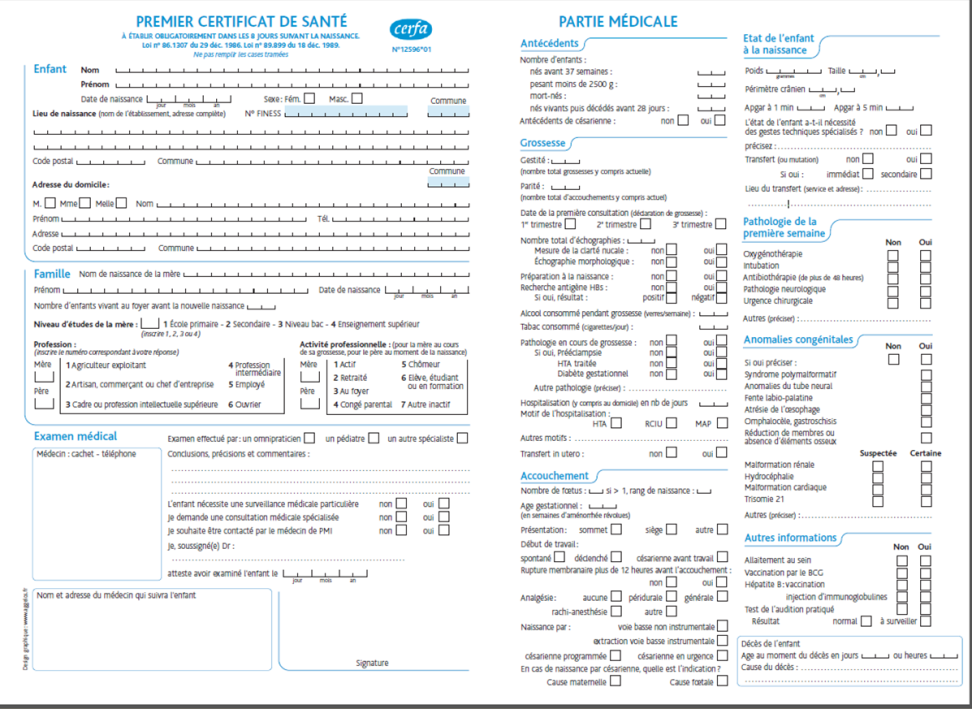 PREMIER CERTIFICAT DE SANTÉ
À ÉTABLIR OBLIGATOIREMENT DANS LES 8 JOURS SUIVANT LA NAISSANCE.
Loi n° 86.1307 du 29 déc. 1986. Loi n° 89.899 du 18 déc. 1989.
Ne pas remplir les cases tramées
cerfa
N°12596*01
Enfant Nom
Prénom
Date de naissance Sexe: Fém. Masc. Commune
jour mois an
Lieu de naissance (nom de l'établissement, adresse complète) N° FINESS
Code postal Commune
Commune
Adresse du domicile:
M. Mme Melle Nom
Prénom Tél.
Adresse
Code postal Commune
Famille Nom de naissance de la mère
Prénom Date de naissance
jour mois an
Nombre d'enfants vivant au foyer avant la nouvelle naissance
Niveau d'études de la mère : 1 École primaire - 2 Secondaire - 3 Niveau bac - 4 Enseignement supérieur
(inscrire 1, 2, 3 ou 4)
Profession :
(inscrire le numéro correspondant à votre réponse)
Mère 1 Agriculteur exploitant 4 Profession intermédiaire
2 Artisan, commerçant ou chef d'entreprise 5 Employé
Père
3 Cadre ou profession intellectuelle supérieure 6 Ouvrier
Activité professionnelle : (pour la mère au cours
de sa grossesse, pour le père au moment de la naissance)
Mère 1 Actif 5 Chômeur
2 Retraité 6 Elève, étudiant ou en formation
Père 3 Au foyer
4 Congé parental 7 Autre inactif
Examen médical Examen effectué par: un omnipraticien un pédiatre un autre spécialiste
Médecin : cachet - téléphone
Conclusions, précisions et commentaires :
L'enfant nécessite une surveillance médicale particulière non oui
Je demande une consultation médicale spécialisée non oui
Je souhaite être contacté par le médecin de PMI non oui
Je, soussigné(e) Dr :
atteste avoir examiné l'enfant le
jour mois an
Nom et adresse du médecin qui suivra l'enfant
Signature
Design graphique : www.aggelos.fr
PARTIE MÉDICALE
Antécédents
Nombre d'enfants :
nés avant 37 semaines :
pesant moins de 2500 g :
mort-nés :
nés vivants puis décédés avant 28 jours :
Antécédents de césarienne : non oui
Grossesse
Gestité :
(nombre total grossesses y compris actuelle)
Parité :
(nombre total d'accouchements y compris actuel)
Date de la première consultation (déclaration de grossesse) :
1er trimestre 2e trimestre 3e trimestre
Nombre total d'échographies :
Mesure de la clarté nucale : non oui
Échographie morphologique : non oui
Préparation à la naissance : non oui
Recherche antigène HBs : non oui
Si oui, résultat : positif négatif
Alcool consommé pendant grossesse (verres/semaine) :
Tabac consommé (cigarettes/jour) :
Pathologie en cours de grossesse : non oui
Si oui, Prééclampsie non oui
HTA traitée non oui
Diabète gestationnel non oui
Autre pathologie (préciser) :
Hospitalisation (y compris au domicile) en nb de jours
Motif de l'hospitalisation :
HTA RCIU MAP
Autres motifs :
Transfert in utero : non oui
Accouchement
Nombre de fœtus : si > 1, rang de naissance :
Age gestationnel :
(en semaines d'aménorrhée révolues)
Présentation : sommet siège autre
Début de travail :
spontané déclenché césarienne avant travail
Rupture membranaire plus de 12 heures avant l'accouchement :
non oui
Analgésie : aucune péridurale générale
rachi-anesthésie autre
Naissance par : voie basse non instrumentale
extraction voie basse instrumentale
césarienne programmée césarienne en urgence
En cas de naissance par césarienne, quelle est l'indication ?
Cause maternelle Cause fœtale
Etat de l'enfant
à la naissance
Poids Taille
grammes cm
Périmètre crânien
cm
Apgar à 1 min Apgar à 5 min
L'état de l'enfant a-t-il nécessité
des gestes techniques spécialisés ? non oui
précisez :
Transfert (ou mutation) non oui
Si oui : immédiat secondaire
Lieu du transfert (service et adresse) :
Pathologie de la
première semaine
Non Oui
Oxygénothérapie
Intubation
Antibiothérapie (de plus de 48 heures)
Pathologie neurologique
Urgence chirurgicale
Autres (préciser) :
Anomalies congénitales Non Oui
Si oui préciser :
Syndrome polymalformatif
Anomalies du tube neural
Fente labio-palatine
Atrésie de l'œsophage
Omphalocèle, gastroschisis
Réduction de membres ou
absence d'éléments osseux
Suspectée Certaine
Malformation rénale
Hydrocéphalie
Malformation cardiaque
Trisomie 21
Autres (préciser) :
Autres informations
Non Oui
Allaitement au sein
Vaccination par le BCG
Hépatite B : vaccination
injection d'immunoglobulines
Test de l'audition pratiqué
Résultat normal à surveiller
Décès de l'enfant
Age au moment du décès en jours ou heures
Cause du décès :